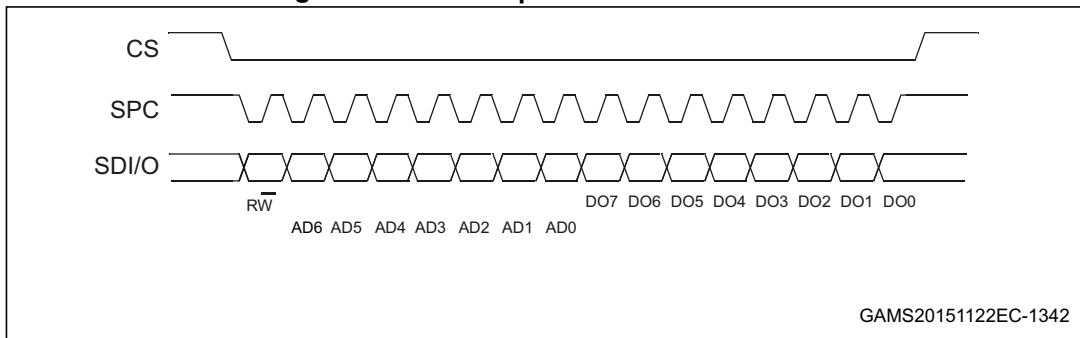 CS
SPC
SDI/O
RW
DO7 DO6 DO5 DO4 DO3 DO2 DO1 DO0
AD6 AD5 AD4 AD3 AD2 AD1 AD0
GAMS20151122EC-1342